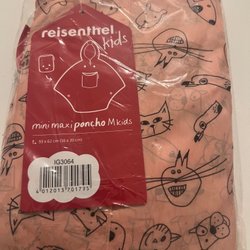 reisenthel
kids
mini maxi poncho M kids
IG3064
4 012013 701775